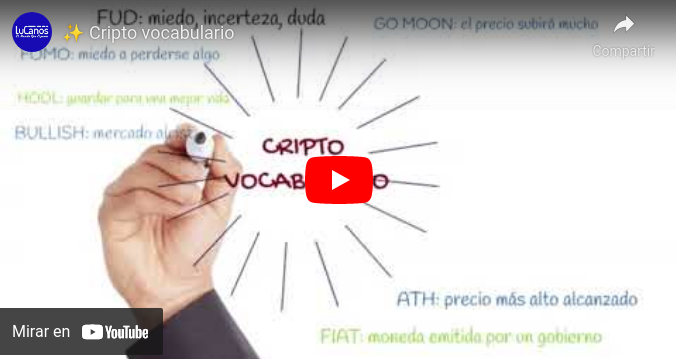 FUD: miedo, incerteza, duda
GO MOON: el precio subirá mucho
LuCanos
✨ Cripto vocabulario
Compartir
FOMO: miedo a perderse algo
HODL: guardar para una mejor vida
BULLISH: mercado alcista
CRIPTO
ATH: precio más alto alcanzado
FIAT: moneda emitida por un gobierno
Mirar en YouTube